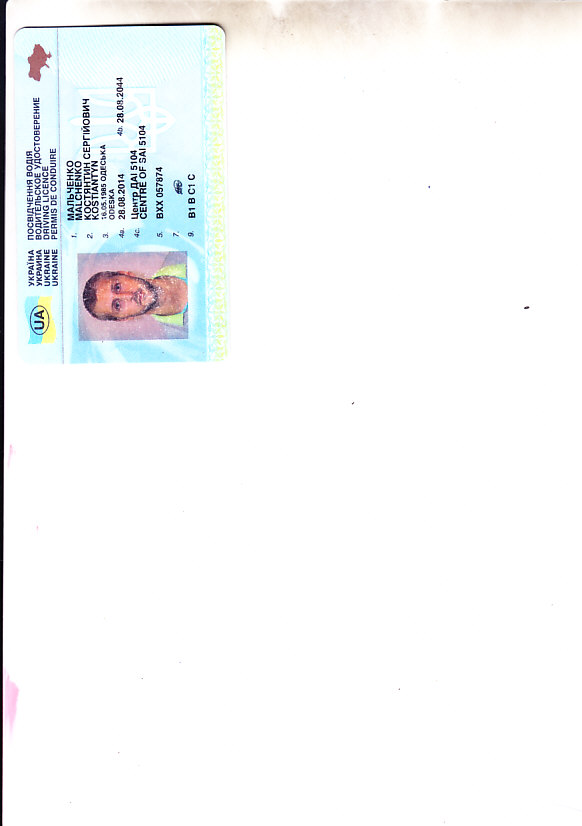 УКРАЇНА ПОСВІДЧЕННЯ ВОДІЯ
УКРАИНА ВОДИТЕЛЬСКОЕ УДОСТОВЕРЕНИЕ
UKRAINE DRIVING LICENCE
UKRAINE PERMIS DE CONDUIRE
UA
1. МАЛЬЧЕНКО
MALCHENKO
2. КОСТЯНТИН СЕРГІЙОВИЧ
KOSTIANTYN
3. 16.05.1985 ОДЕСЬКА
ODESKA
4a. 28.08.2014 4b. 28.08.2044
4c. Центр ДАІ 5104
CENTRE OF SAI 5104
5. BXX 057874
7.
9. B1 B C1 C